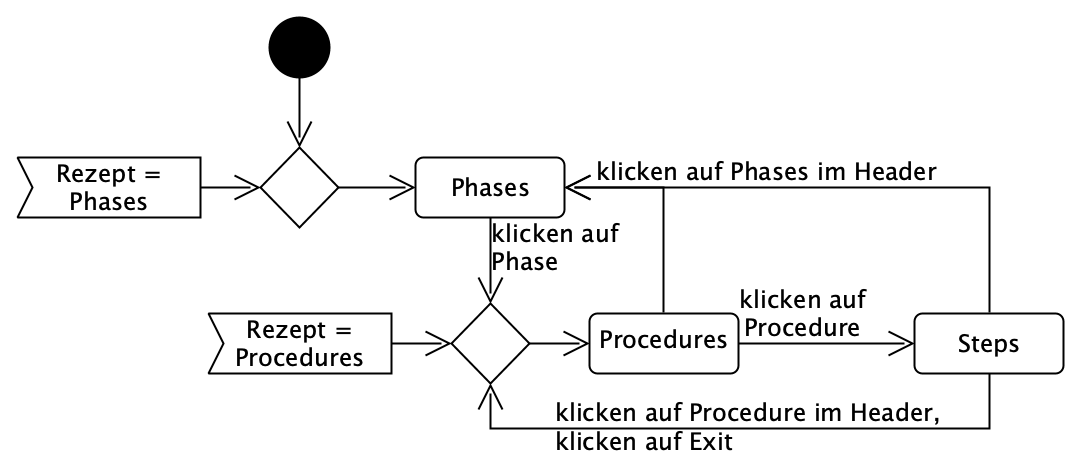 Rezept =
Phases
Phases
klicken auf Phases im Header
klicken auf
Phase
Rezept =
Procedures
Procedures
klicken auf
Procedure
Steps
klicken auf Procedure im Header,
klicken auf Exit